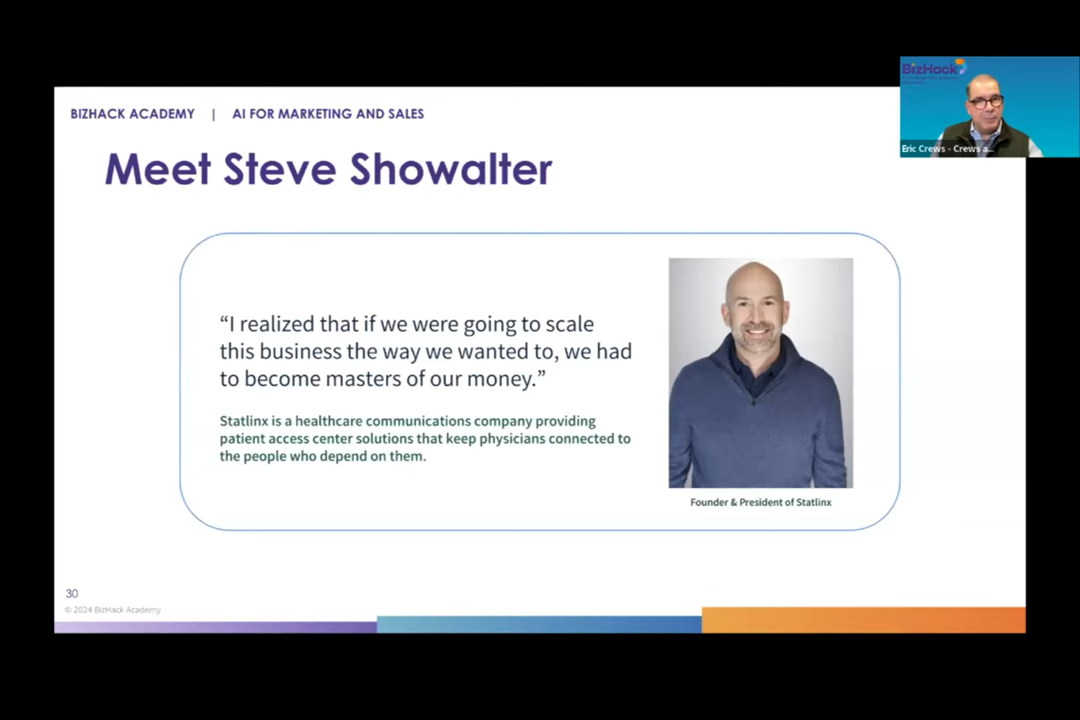 BIZHACK ACADEMY | AI FOR MARKETING AND SALES
BizHack
Eric Crews - Crews a...
Meet Steve Showalter
“I realized that if we were going to scale
this business the way we wanted to, we had
to become masters of our money.”
Statlinx is a healthcare communications company providing
patient access center solutions that keep physicians connected to
the people who depend on them.
Founder & President of Statlinx
30
© 2024 BizHack Academy